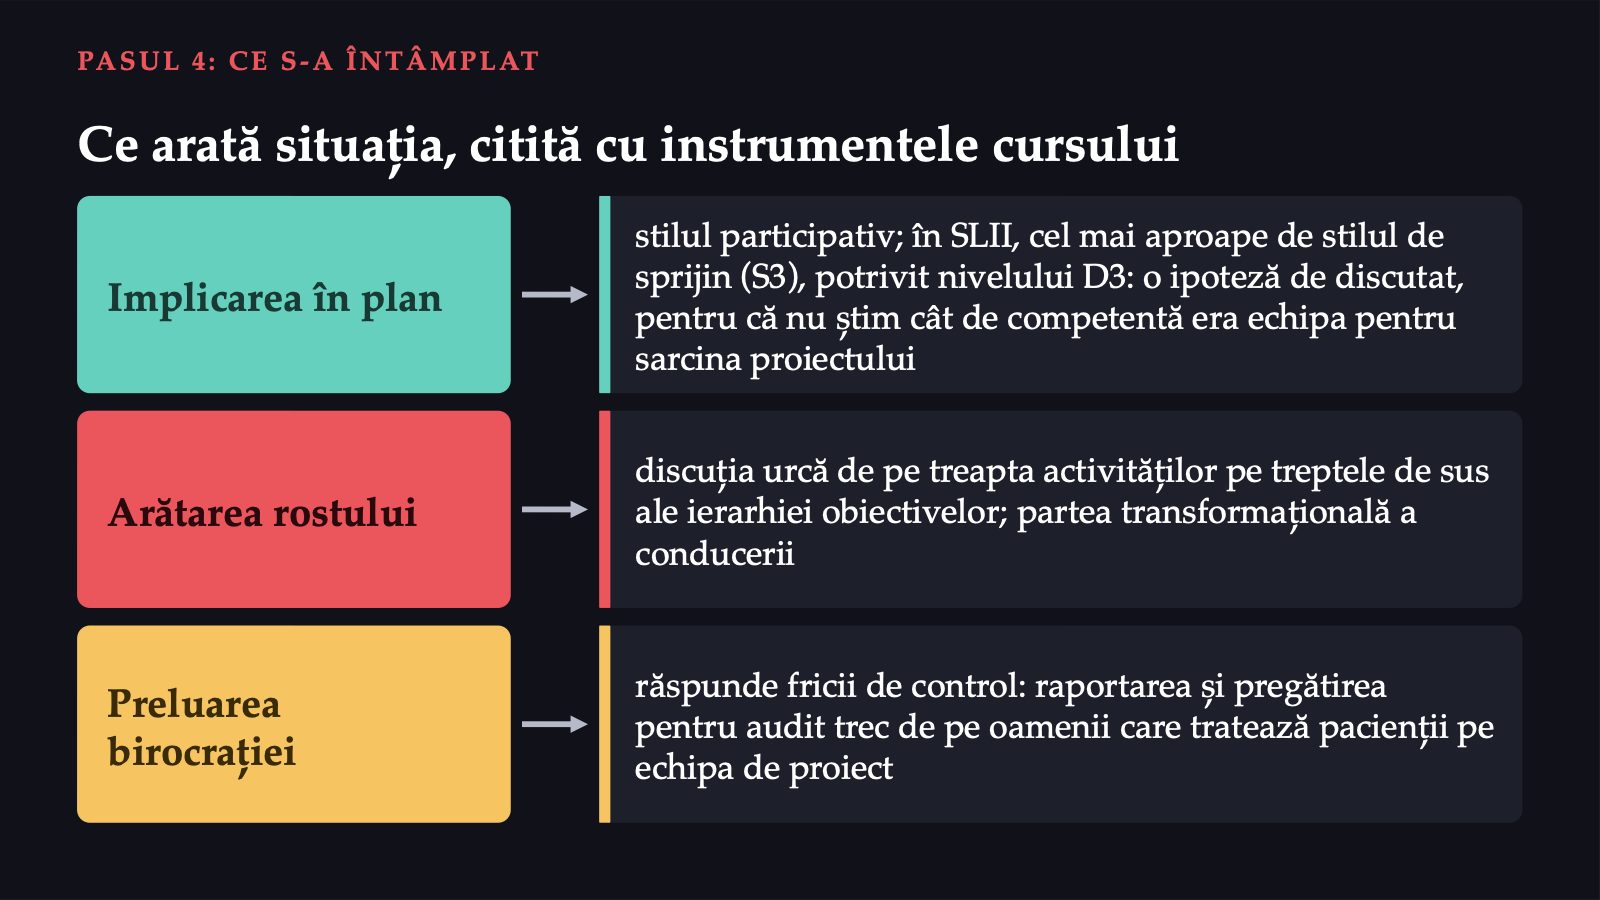 PASUL 4: CE S-A ÎNTÂMPLAT
Ce arată situația, citită cu instrumentele cursului
Implicarea în plan
stilul participativ; în SLII, cel mai aproape de stilul de
sprijin (S3), potrivit nivelului D3: o ipoteză de discutat,
pentru că nu știm cât de competentă era echipa pentru
sarcina proiectului
Arătarea rostului
discuția urcă de pe treapta activităților pe treptele de sus
ale ierarhiei obiectivelor; partea transformațională a
conducerii
Preluarea
birocrației
răspunde fricii de control: raportarea și pregătirea
pentru audit trec de pe oamenii care tratează pacienții pe
echipa de proiect